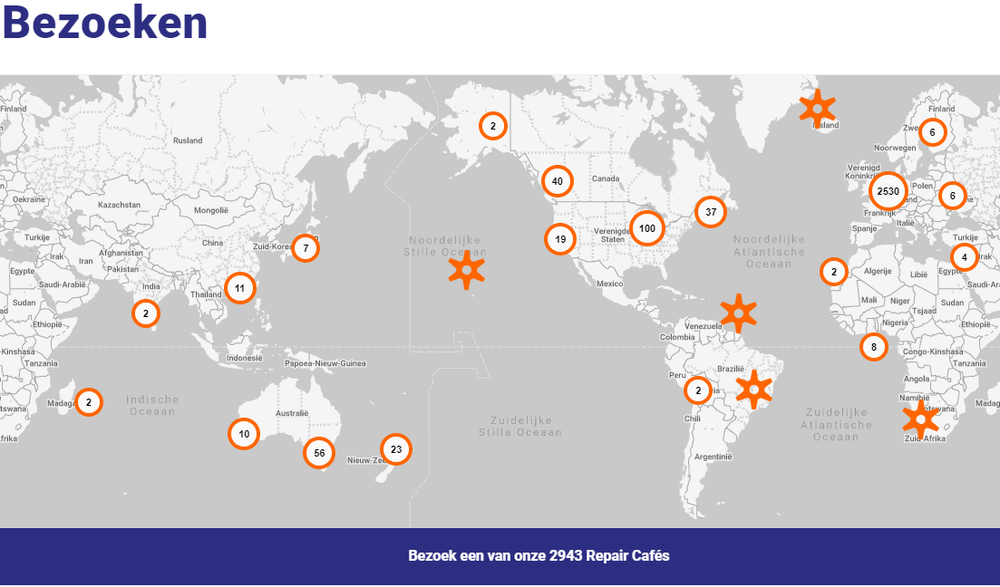 Bezoeken
Finland
Rusland
Oekraïne
Kazachstan
Mongolië
Turkije
Irak
Iran
Afghanistan
Pakistan
China
Zuid-Korea
7
Egypte
Saudi-Arabië
India
Thailand
11
Sudan
2
Ethiopië
-Kinshasa
Tanzania
Indonesië
Papoea-Nieuw-Guinea
2
Indische
Oceaan
Australië
10
56
23
2
40
Canada
37
19
100
Verenigde
Staten
Noordelijke
Stille Oceaan
Noordelijke
Atlantische
Oceaan
Mexico
Venezuela
Colombia
Peru
Brazilië
2
Chili
Argentinië
Zuidelijke
Stille Oceaan
Zuidelijke
Atlantische
Oceaan
Finland
6
Noorwegen
Verenigd
2530
Polen
6
Frankrijk
Italië
Spanje
Turkije
4
Irak
2
Algerije
Libië
Egypte
Mali
Niger
Sudan
Tsjaad
Nigeria
Ethiopië
8
Congo-Kinshasa
Tanzania
Angola
Namibië
Zuid-Afrika
Bezoek een van onze 2943 Repair Cafés